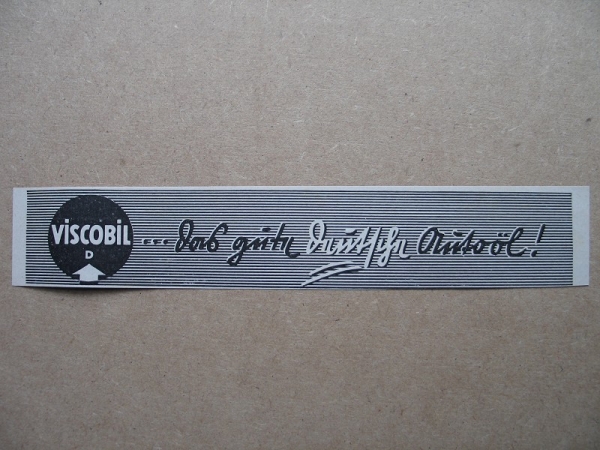 VISCOBIL
D
... das gute deutsche Autoöl!